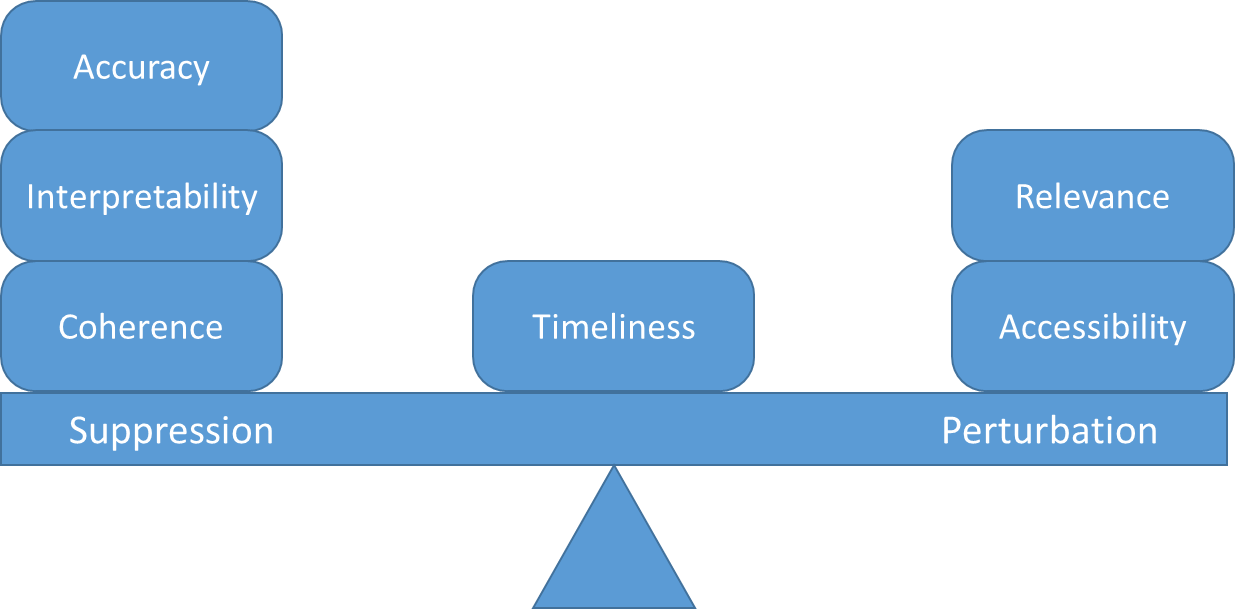 Accuracy
Interpretability
Relevance
Coherence
Timeliness
Accessibility
Suppression
Perturbation